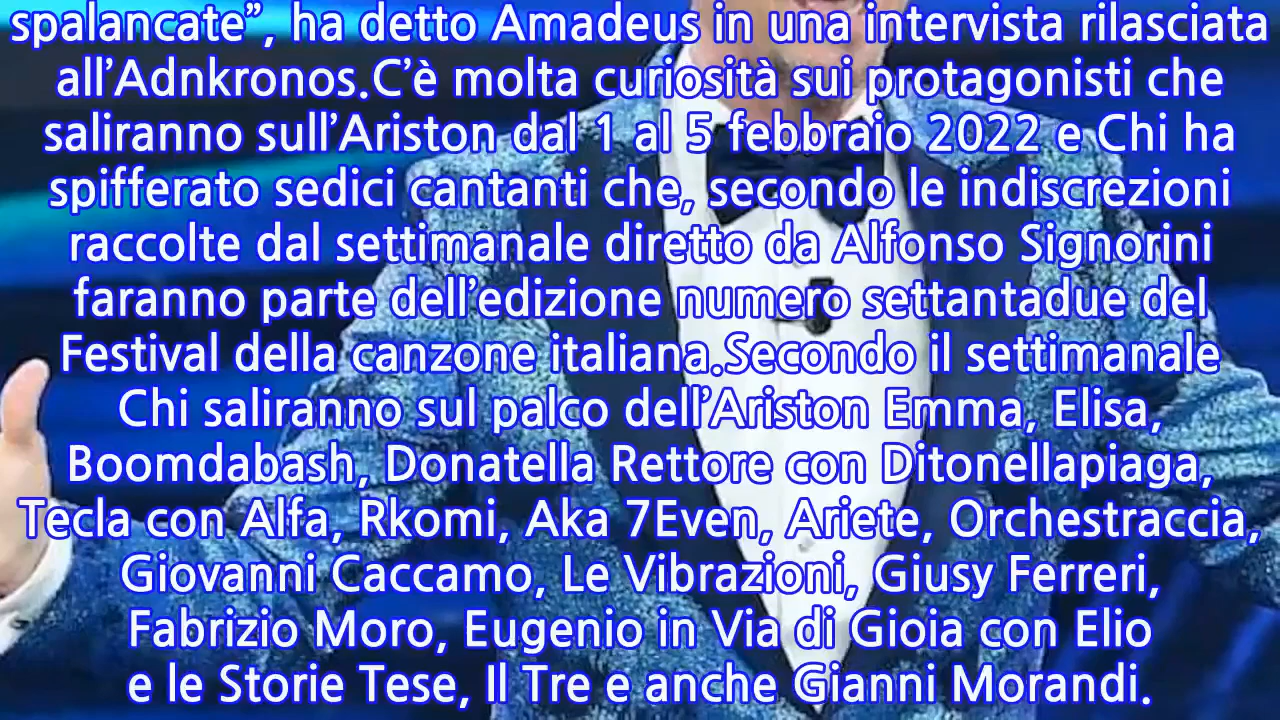 spalancate”, ha detto Amadeus in una intervista rilasciata
all’Adnkronos.C’è molta curiosità sui protagonisti che
saliranno sull’Ariston dal 1 al 5 febbraio 2022 e Chi ha
spifferato sedici cantanti che, secondo le indiscrezioni
raccolte dal settimanale diretto da Alfonso Signorini
faranno parte dell’edizione numero settantadue del
Festival della canzone italiana.Secondo il settimanale
Chi saliranno sul palco dell’Ariston Emma, Elisa,
Boomdabash, Donatella Rettore con Ditonellapiaga,
Tecla con Alfa, Rkomi, Aka 7Even, Ariete, Orchestraccia,
Giovanni Caccamo, Le Vibrazioni, Giusy Ferreri,
Fabrizio Moro, Eugenio in Via di Gioia con Elio
e le Storie Tese, Il Tre e anche Gianni Morandi.